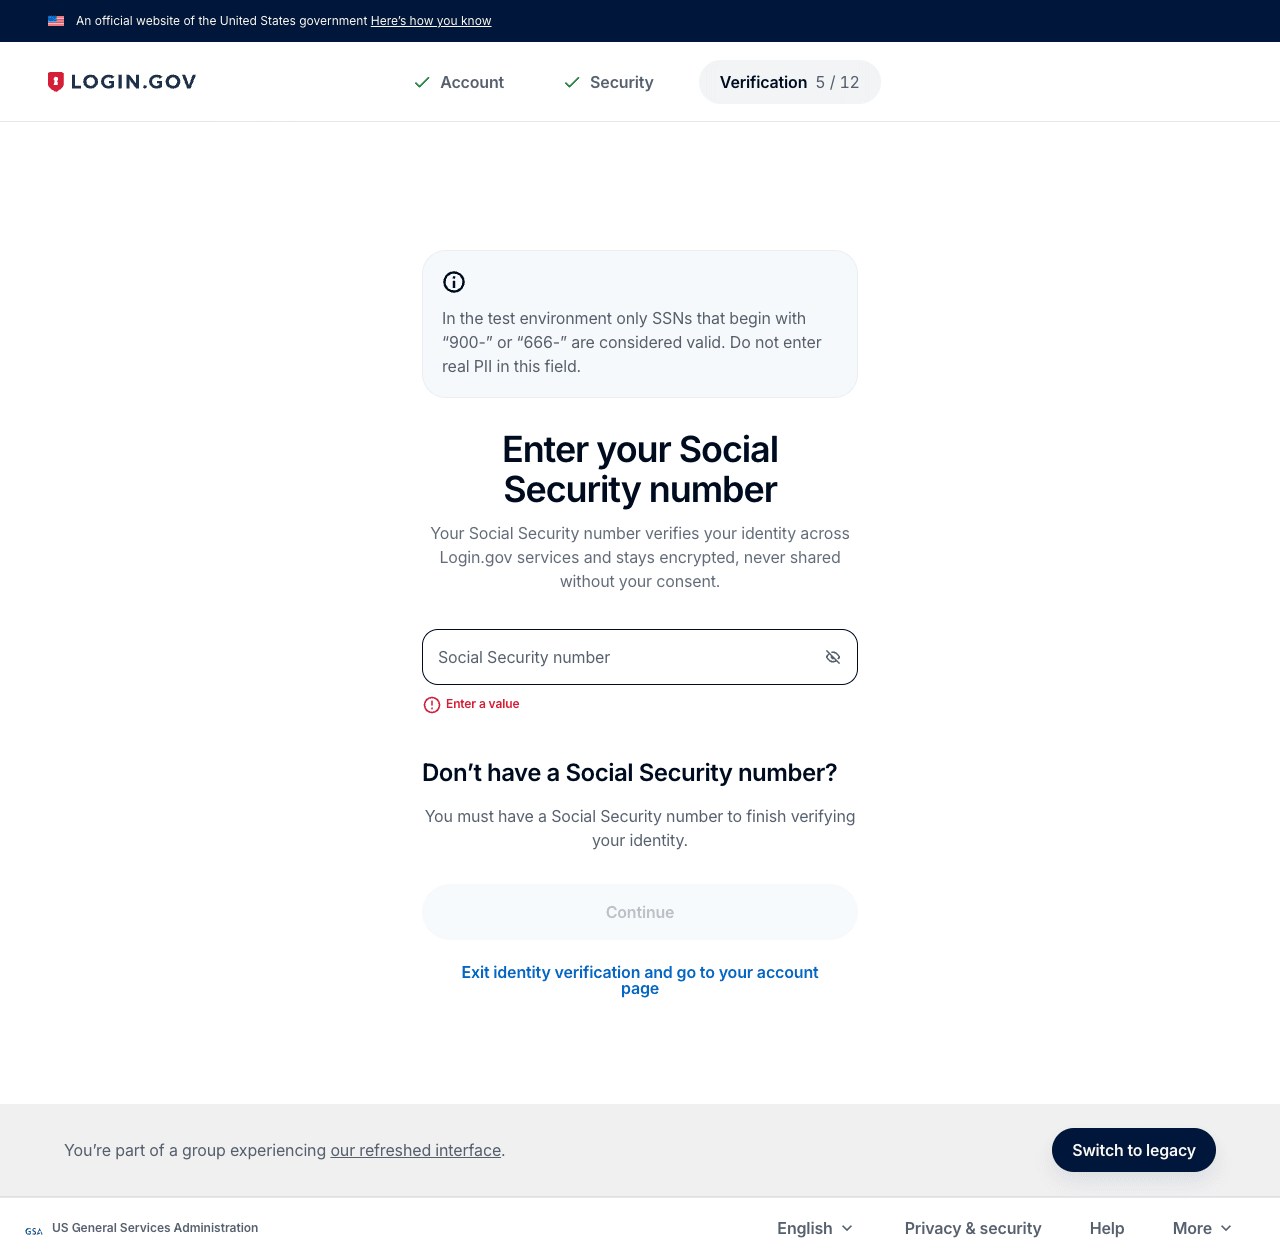 An official website of the United States government Here’s how you know
LOGIN.GOV
Account
Security
Verification 5 / 12
In the test environment only SSNs that begin with
“900-” or “666-” are considered valid. Do not enter
real PII in this field.
Enter your Social
Security number
Your Social Security number verifies your identity across
Login.gov services and stays encrypted, never shared
without your consent.
Social Security number
Enter a value
Don’t have a Social Security number?
You must have a Social Security number to finish verifying
your identity.
Continue
Exit identity verification and go to your account
page
You’re part of a group experiencing our refreshed interface.
Switch to legacy
GSA US General Services Administration
English
Privacy & security
Help
More